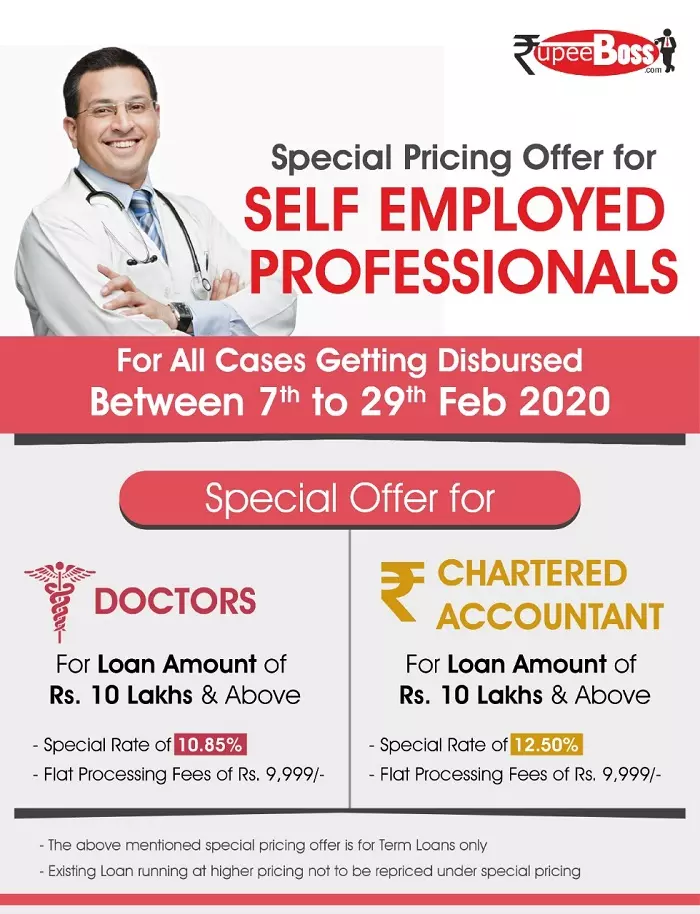 ₹upeeBoss
.com
Special Pricing Offer for
SELF EMPLOYED
PROFESSIONALS
For All Cases Getting Disbursed
Between 7th to 29th Feb 2020
Special Offer for
DOCTORS
For Loan Amount of
Rs. 10 Lakhs & Above
- Special Rate of 10.85%
- Flat Processing Fees of Rs. 9,999/-
₹ CHARTERED
ACCOUNTANT
For Loan Amount of
Rs. 10 Lakhs & Above
- Special Rate of 12.50%
- Flat Processing Fees of Rs. 9,999/-
- The above mentioned special pricing offer is for Term Loans only
- Existing Loan running at higher pricing not to be repriced under special pricing